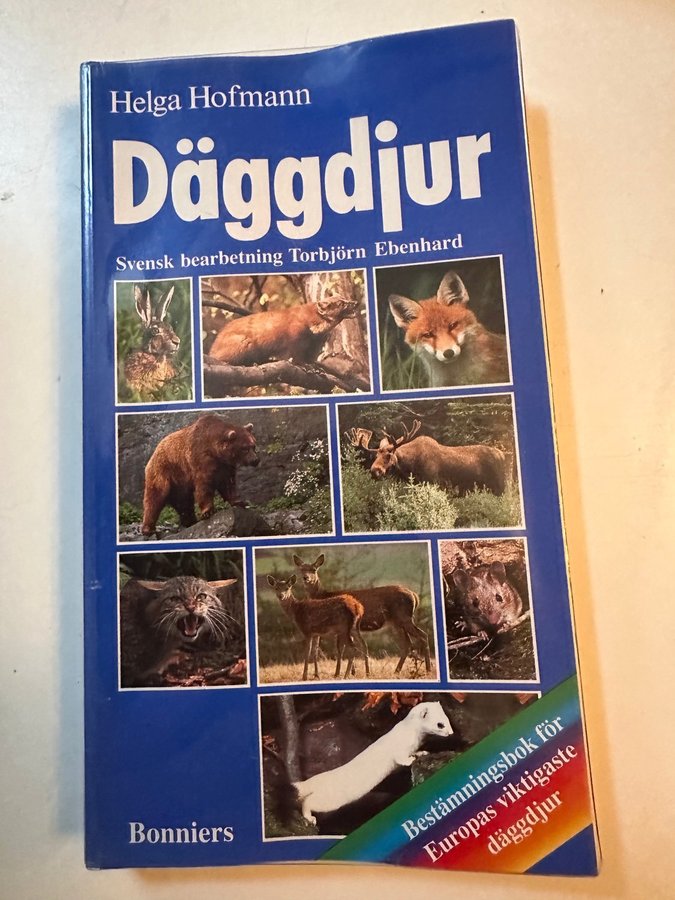 Helga Hofmann
Däggdjur
Svensk bearbetning Torbjörn Ebenhard
Bonniers
Bestämningsbok för
Europas viktigaste
däggdjur